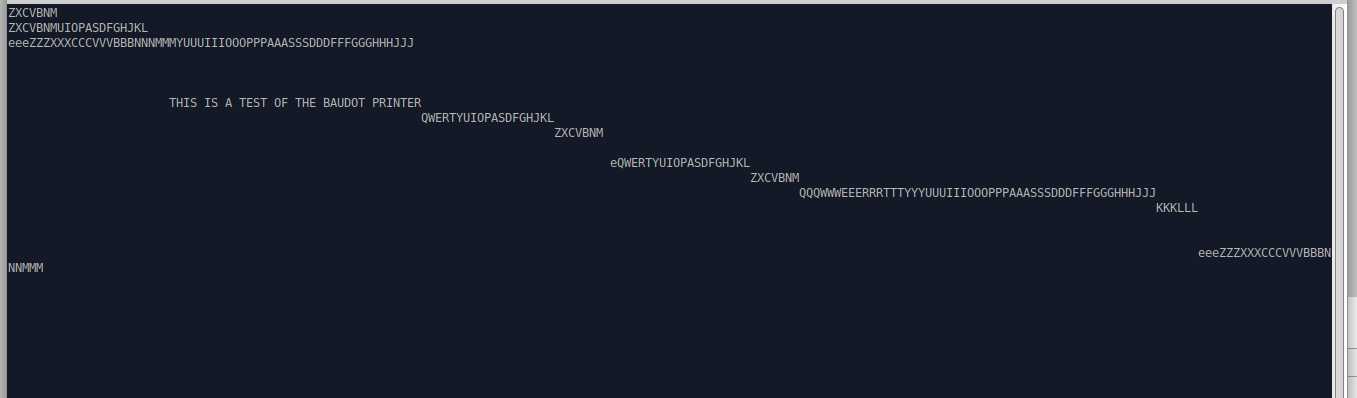 ZXCVBNM
ZXCVBNMUIOPASDFGHJKL
eeeZZZXXXCCCVVVBBBNNNMMMYUUUIIIOOOPPPAAASSSDDDFFFGGGHHHJJJ
THIS IS A TEST OF THE BAUDOT PRINTER
QWERTYUIOPASDFGHJKL
ZXCVBNM
eQWERTYUIOPASDFGHJKL
ZXCVBNM
QQQWWWEEERRRTTTYYYUUUIIIOOOPPPAAASSSDDDFFFGGGHHHJJJ
KKKLLL
eeeZZZXXXCCCVVVBBBN
NNMMM